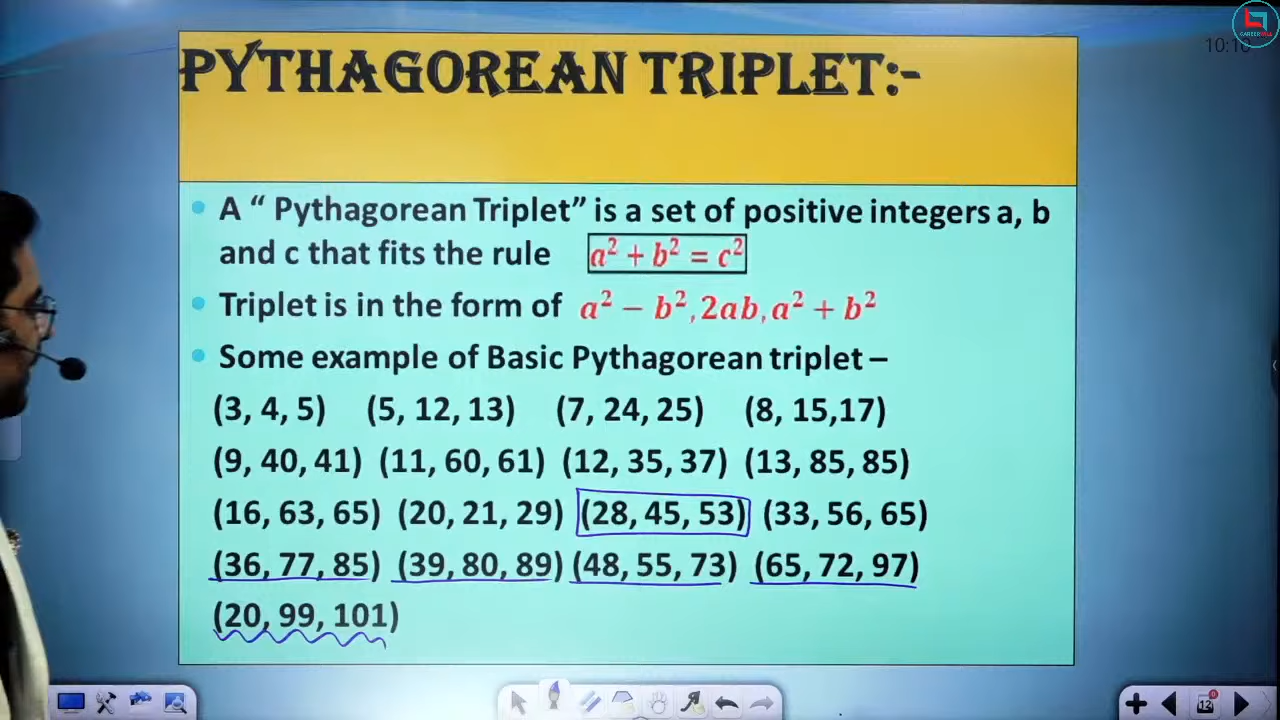 10:10
PYTHAGOREAN TRIPLET:-
• A “ Pythagorean Triplet” is a set of positive integers a, b
and c that fits the rule a² + b² = c²
• Triplet is in the form of a² − b², 2ab, a² + b²
• Some example of Basic Pythagorean triplet –
(3, 4, 5) (5, 12, 13) (7, 24, 25) (8, 15,17)
(9, 40, 41) (11, 60, 61) (12, 35, 37) (13, 85, 85)
(16, 63, 65) (20, 21, 29) (28, 45, 53) (33, 56, 65)
(36, 77, 85) (39, 80, 89) (48, 55, 73) (65, 72, 97)
(20, 99, 101)
12